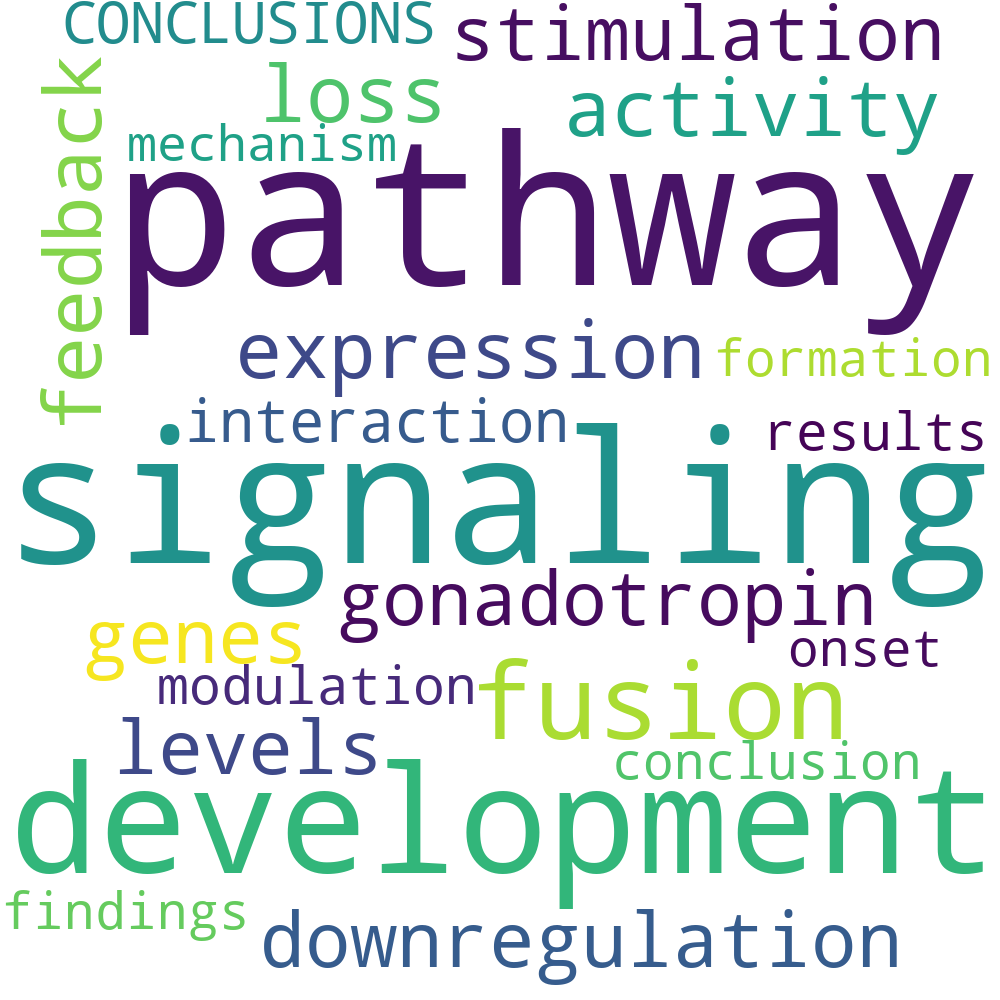 CONCLUSIONS
stimulation
loss
activity
feedback
mechanism
pathway
expression
formation
interaction
results
signaling
gonadotropin
genes
onset
modulation
fusion
levels
conclusion
development
findings
downregulation